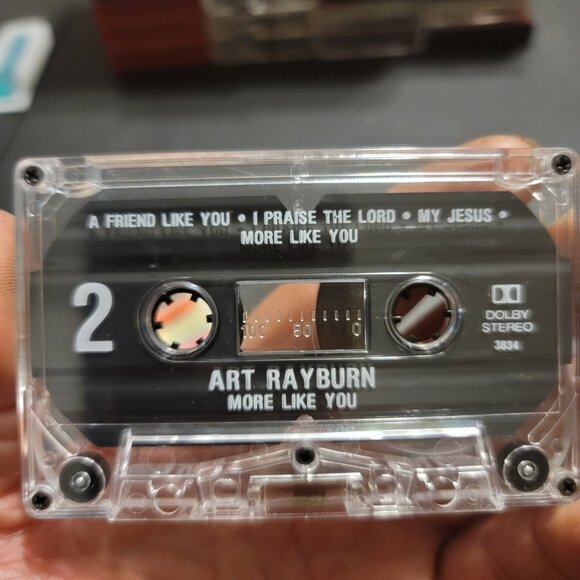 A FRIEND LIKE YOU • I PRAISE THE LORD • MY JESUS •
MORE LIKE YOU
2
100 50 0
DOLBY
STEREO
3834
ART RAYBURN
MORE LIKE YOU